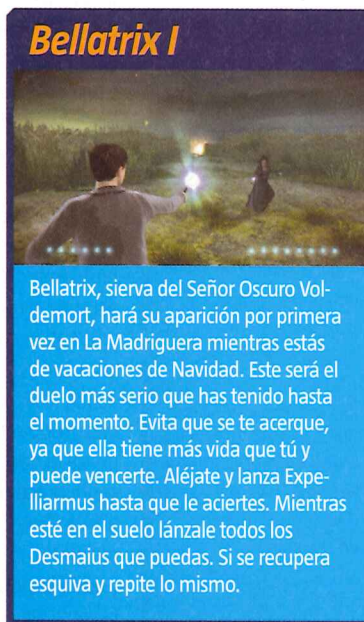 Bellatrix I
Bellatrix, sierva del Señor Oscuro Vol-
demort, hará su aparición por primera
vez en La Madriguera mientras estás
de vacaciones de Navidad. Este será el
duelo más serio que has tenido hasta
el momento. Evita que se te acerque,
ya que ella tiene más vida que tú y
puede vencerte. Aléjate y lanza Expe-
lliarmus hasta que le aciertes. Mientras
esté en el suelo lánzale todos los
Desmaius que puedas. Si se recupera
esquiva y repite lo mismo.